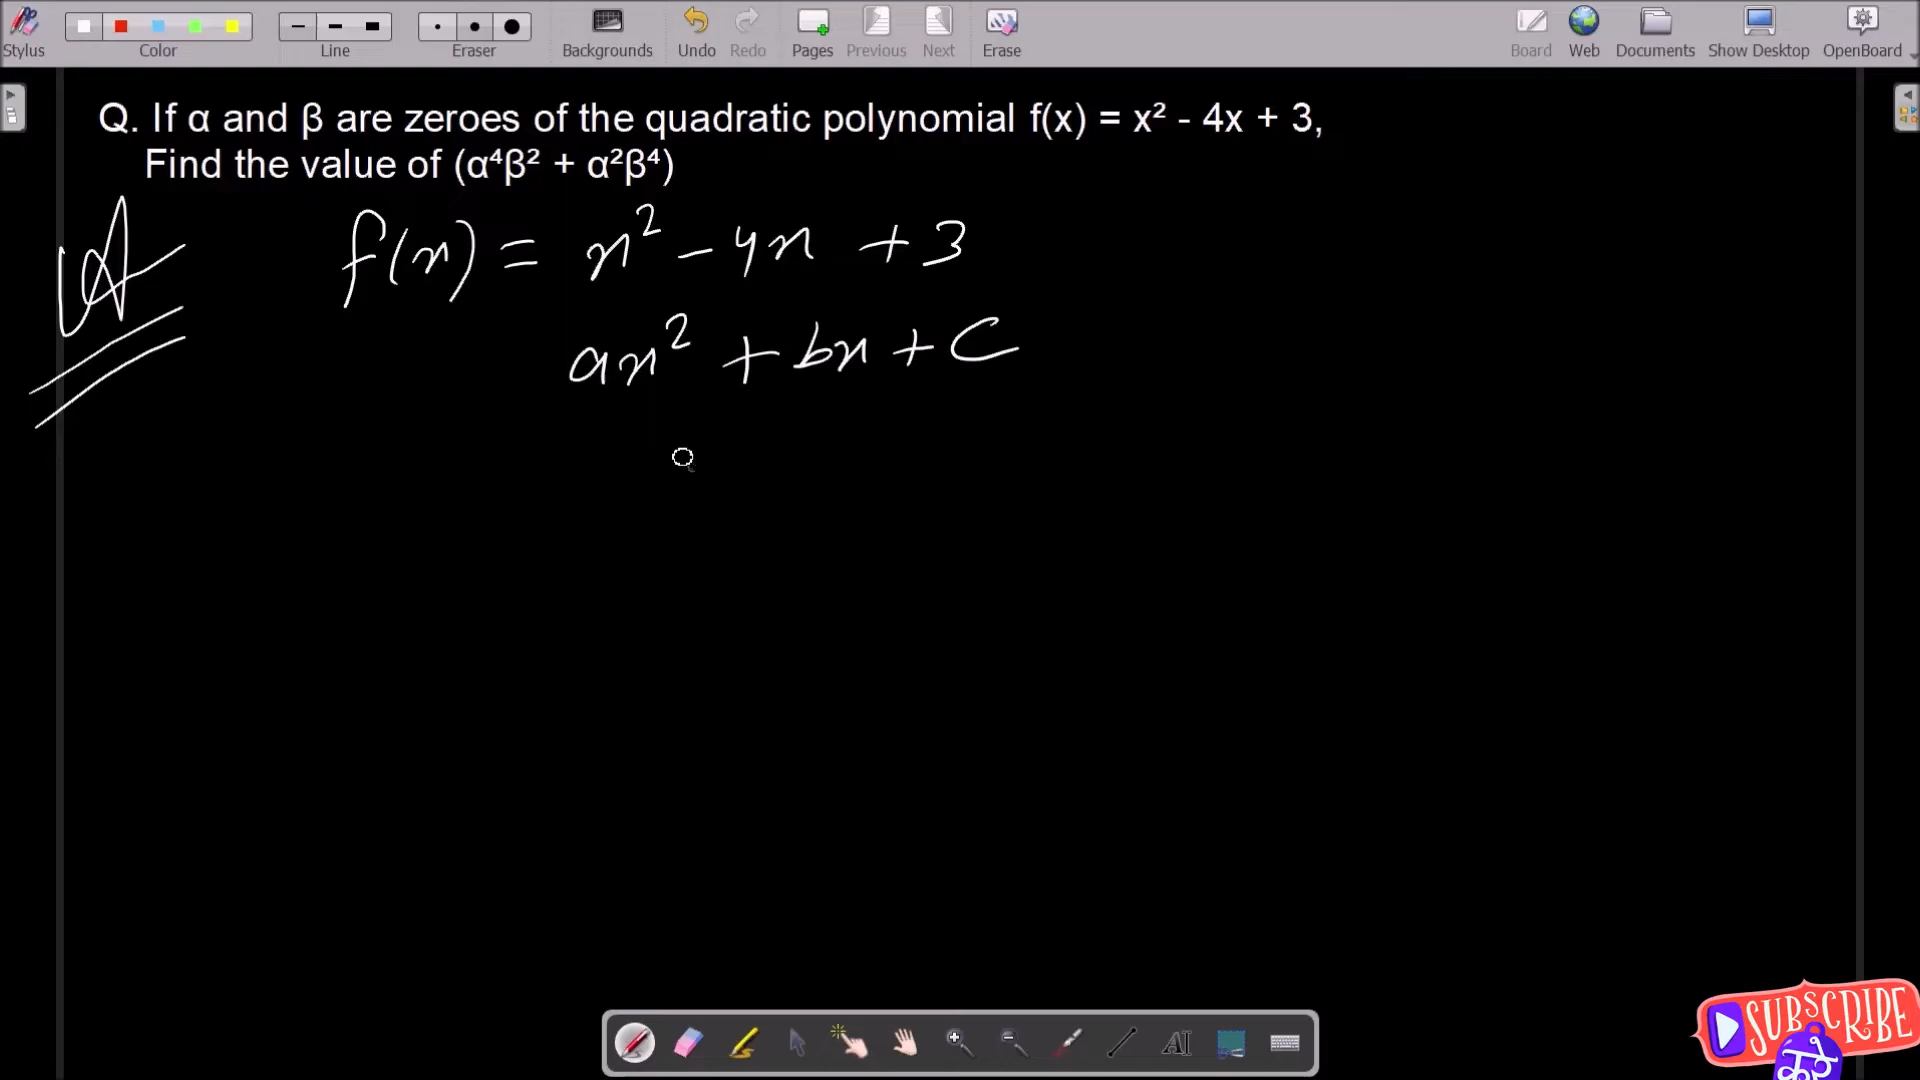 Stylus Color Line Eraser Backgrounds Undo Redo Pages Previous Next Erase Board Web Documents Show Desktop OpenBoard
Q. If α and β are zeroes of the quadratic polynomial f(x) = x² - 4x + 3,
Find the value of (α⁴β² + α²β⁴)
A
f(x) = x² - 4x + 3
ax² + bx + c
AI
SUBSCRIBE
करे